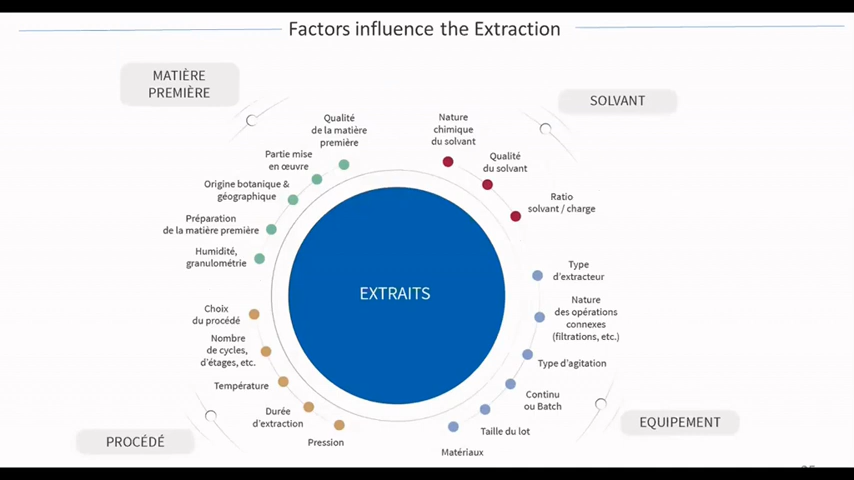 Factors influence the Extraction
MATIÈRE
PREMIÈRE
Qualité
de la matière
première
Partie mise
en œuvre
Origine botanique &
géographique
Préparation
de la matière première
Humidité,
granulométrie
SOLVANT
Nature
chimique
du solvant
Qualité
du solvant
Ratio
solvant / charge
EXTRAITS
Choix
du procédé
Nombre
de cycles,
d'étages, etc.
Température
Durée
d'extraction
Pression
PROCÉDÉ
Type
d'extracteur
Nature
des opérations
connexes
(filtrations, etc.)
Type d'agitation
Continu
ou Batch
Taille du lot
Matériaux
EQUIPEMENT